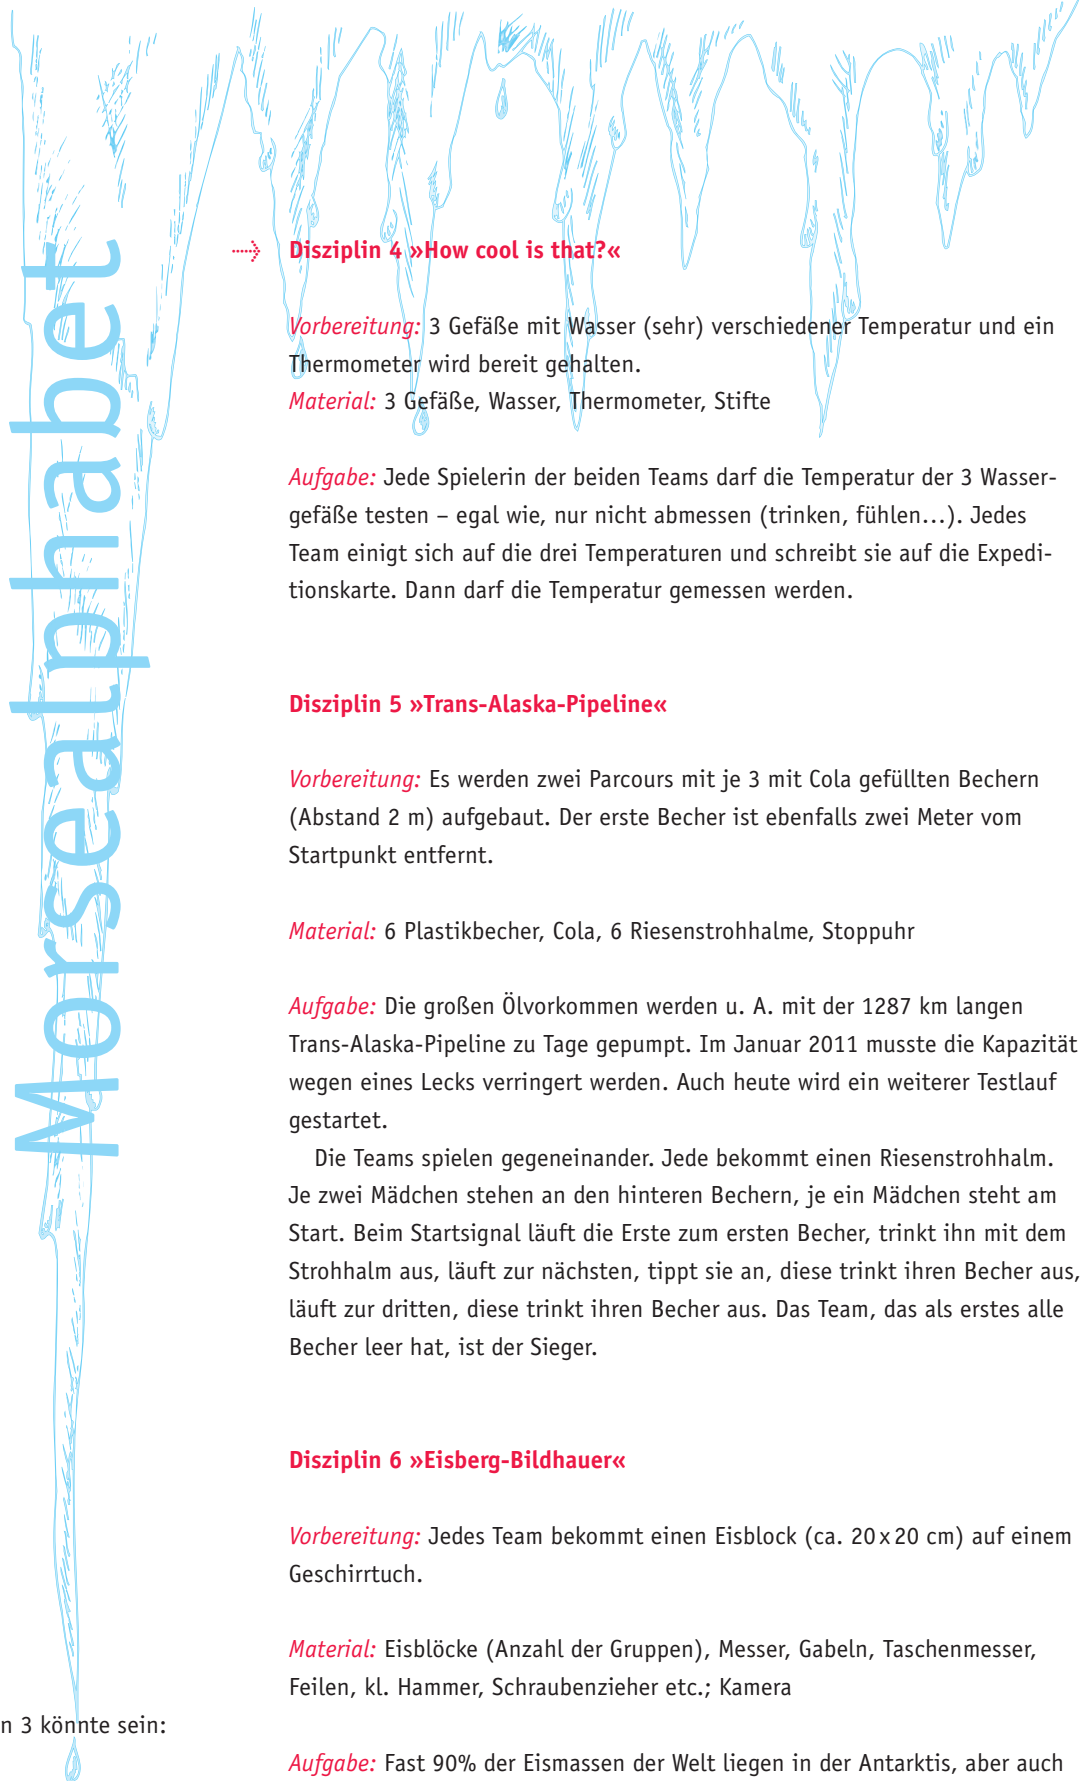 Morsealphabet
Disziplin 4 »How cool is that?«
Vorbereitung: 3 Gefäße mit Wasser (sehr) verschiedener Temperatur und ein
Thermometer wird bereit gehalten.
Material: 3 Gefäße, Wasser, Thermometer, Stifte
Aufgabe: Jede Spielerin der beiden Teams darf die Temperatur der 3 Wasser-
gefäße testen – egal wie, nur nicht abmessen (trinken, fühlen...). Jedes
Team einigt sich auf die drei Temperaturen und schreibt sie auf die Expedi-
tionskarte. Dann darf die Temperatur gemessen werden.
Disziplin 5 »Trans-Alaska-Pipeline«
Vorbereitung: Es werden zwei Parcours mit je 3 mit Cola gefüllten Bechern
(Abstand 2 m) aufgebaut. Der erste Becher ist ebenfalls zwei Meter vom
Startpunkt entfernt.
Material: 6 Plastikbecher, Cola, 6 Riesenstrohhalme, Stoppuhr
Aufgabe: Die großen Ölvorkommen werden u. A. mit der 1287 km langen
Trans-Alaska-Pipeline zu Tage gepumpt. Im Januar 2011 musste die Kapazität
wegen eines Lecks verringert werden. Auch heute wird ein weiterer Testlauf
gestartet.
Die Teams spielen gegeneinander. Jede bekommt einen Riesenstrohhalm.
Je zwei Mädchen stehen an den hinteren Bechern, je ein Mädchen steht am
Start. Beim Startsignal läuft die Erste zum ersten Becher, trinkt ihn mit dem
Strohhalm aus, läuft zur nächsten, tippt sie an, diese trinkt ihren Becher aus,
läuft zur dritten, diese trinkt ihren Becher aus. Das Team, das als erstes alle
Becher leer hat, ist der Sieger.
Disziplin 6 »Eisberg-Bildhauer«
Vorbereitung: Jedes Team bekommt einen Eisblock (ca. 20 x 20 cm) auf einem
Geschirrtuch.
Material: Eisblöcke (Anzahl der Gruppen), Messer, Gabeln, Taschenmesser,
Feilen, kl. Hammer, Schraubenzieher etc.; Kamera
n 3 könnte sein:
Aufgabe: Fast 90% der Eismassen der Welt liegen in der Antarktis, aber auch